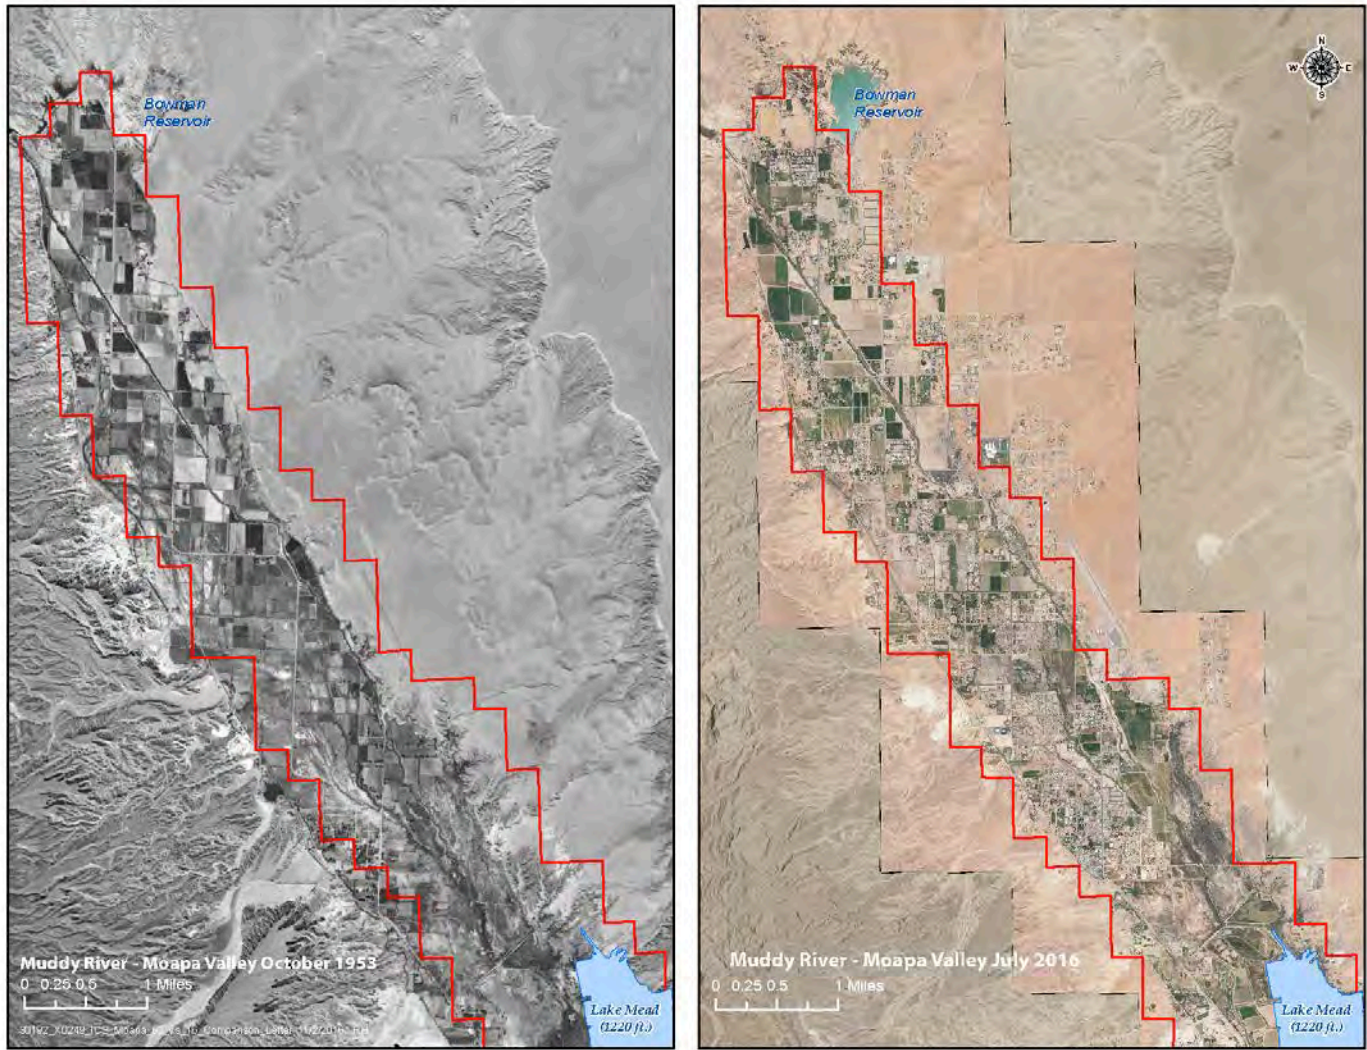 Bowman
Reservoir
Muddy River - Moapa Valley October 1953
0 0.25 0.5 1 Miles
Lake Mead
(1220 ft.)
N
W E
S
Bowman
Reservoir
Muddy River - Moapa Valley July 2016
0 0.25 0.5 1 Miles
Lake Mead
(1220 ft.)